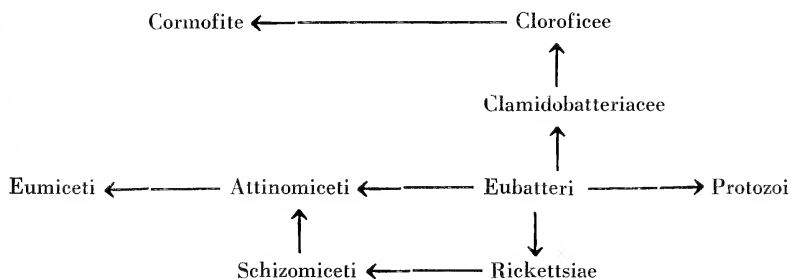 Cormofite Cloroficee
Clamidobatteriacee
Eumiceti Attinomiceti Eubatteri Protozoi
Schizomiceti Rickettsiae